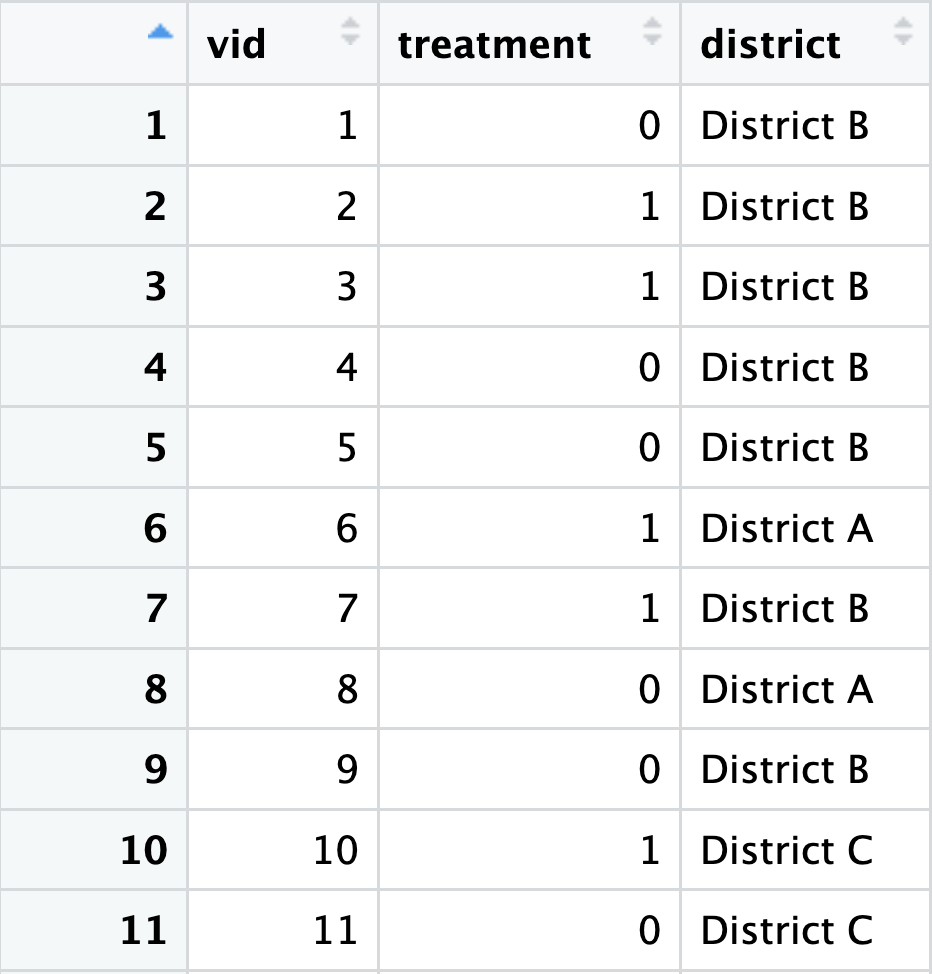 vid treatment district
1 1 0 District B
2 2 1 District B
3 3 1 District B
4 4 0 District B
5 5 0 District B
6 6 1 District A
7 7 1 District B
8 8 0 District A
9 9 0 District B
10 10 1 District C
11 11 0 District C